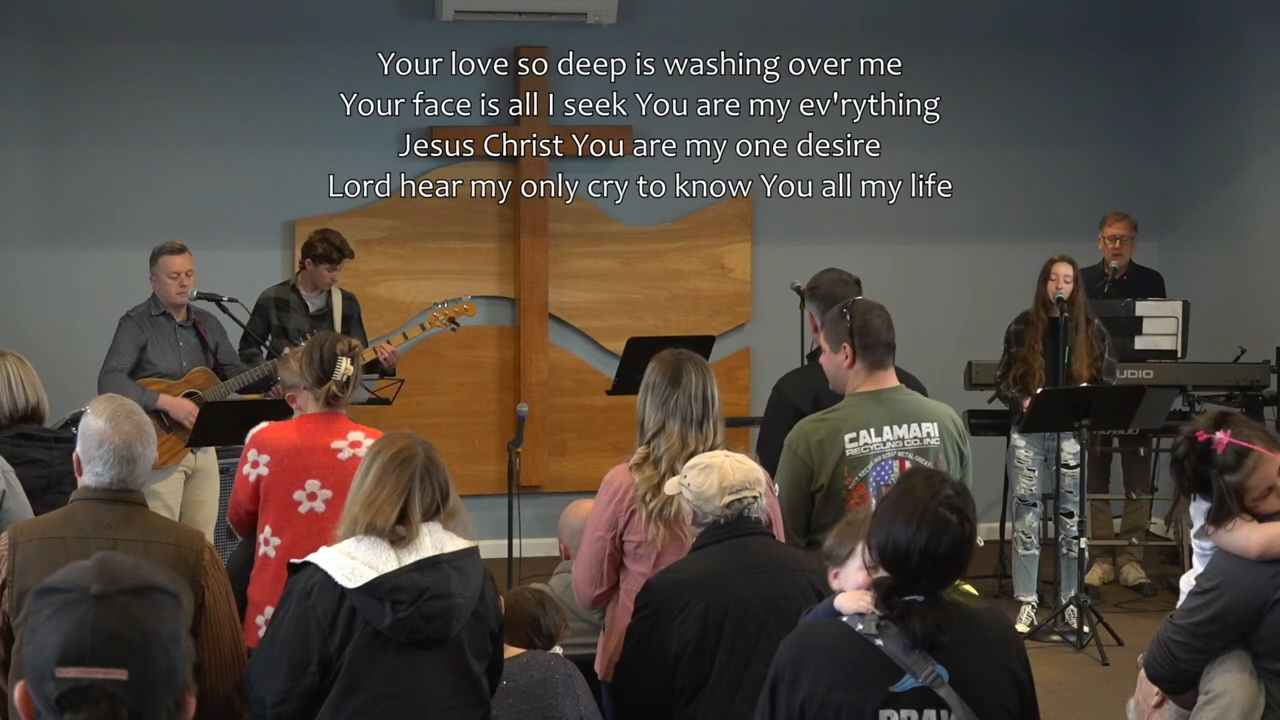 Your love so deep is washing over me
Your face is all I seek You are my ev'rything
Jesus Christ You are my one desire
Lord hear my only cry to know You all my life
CALAMARI
RECYCLING CO. INC
UDIO
PRAY